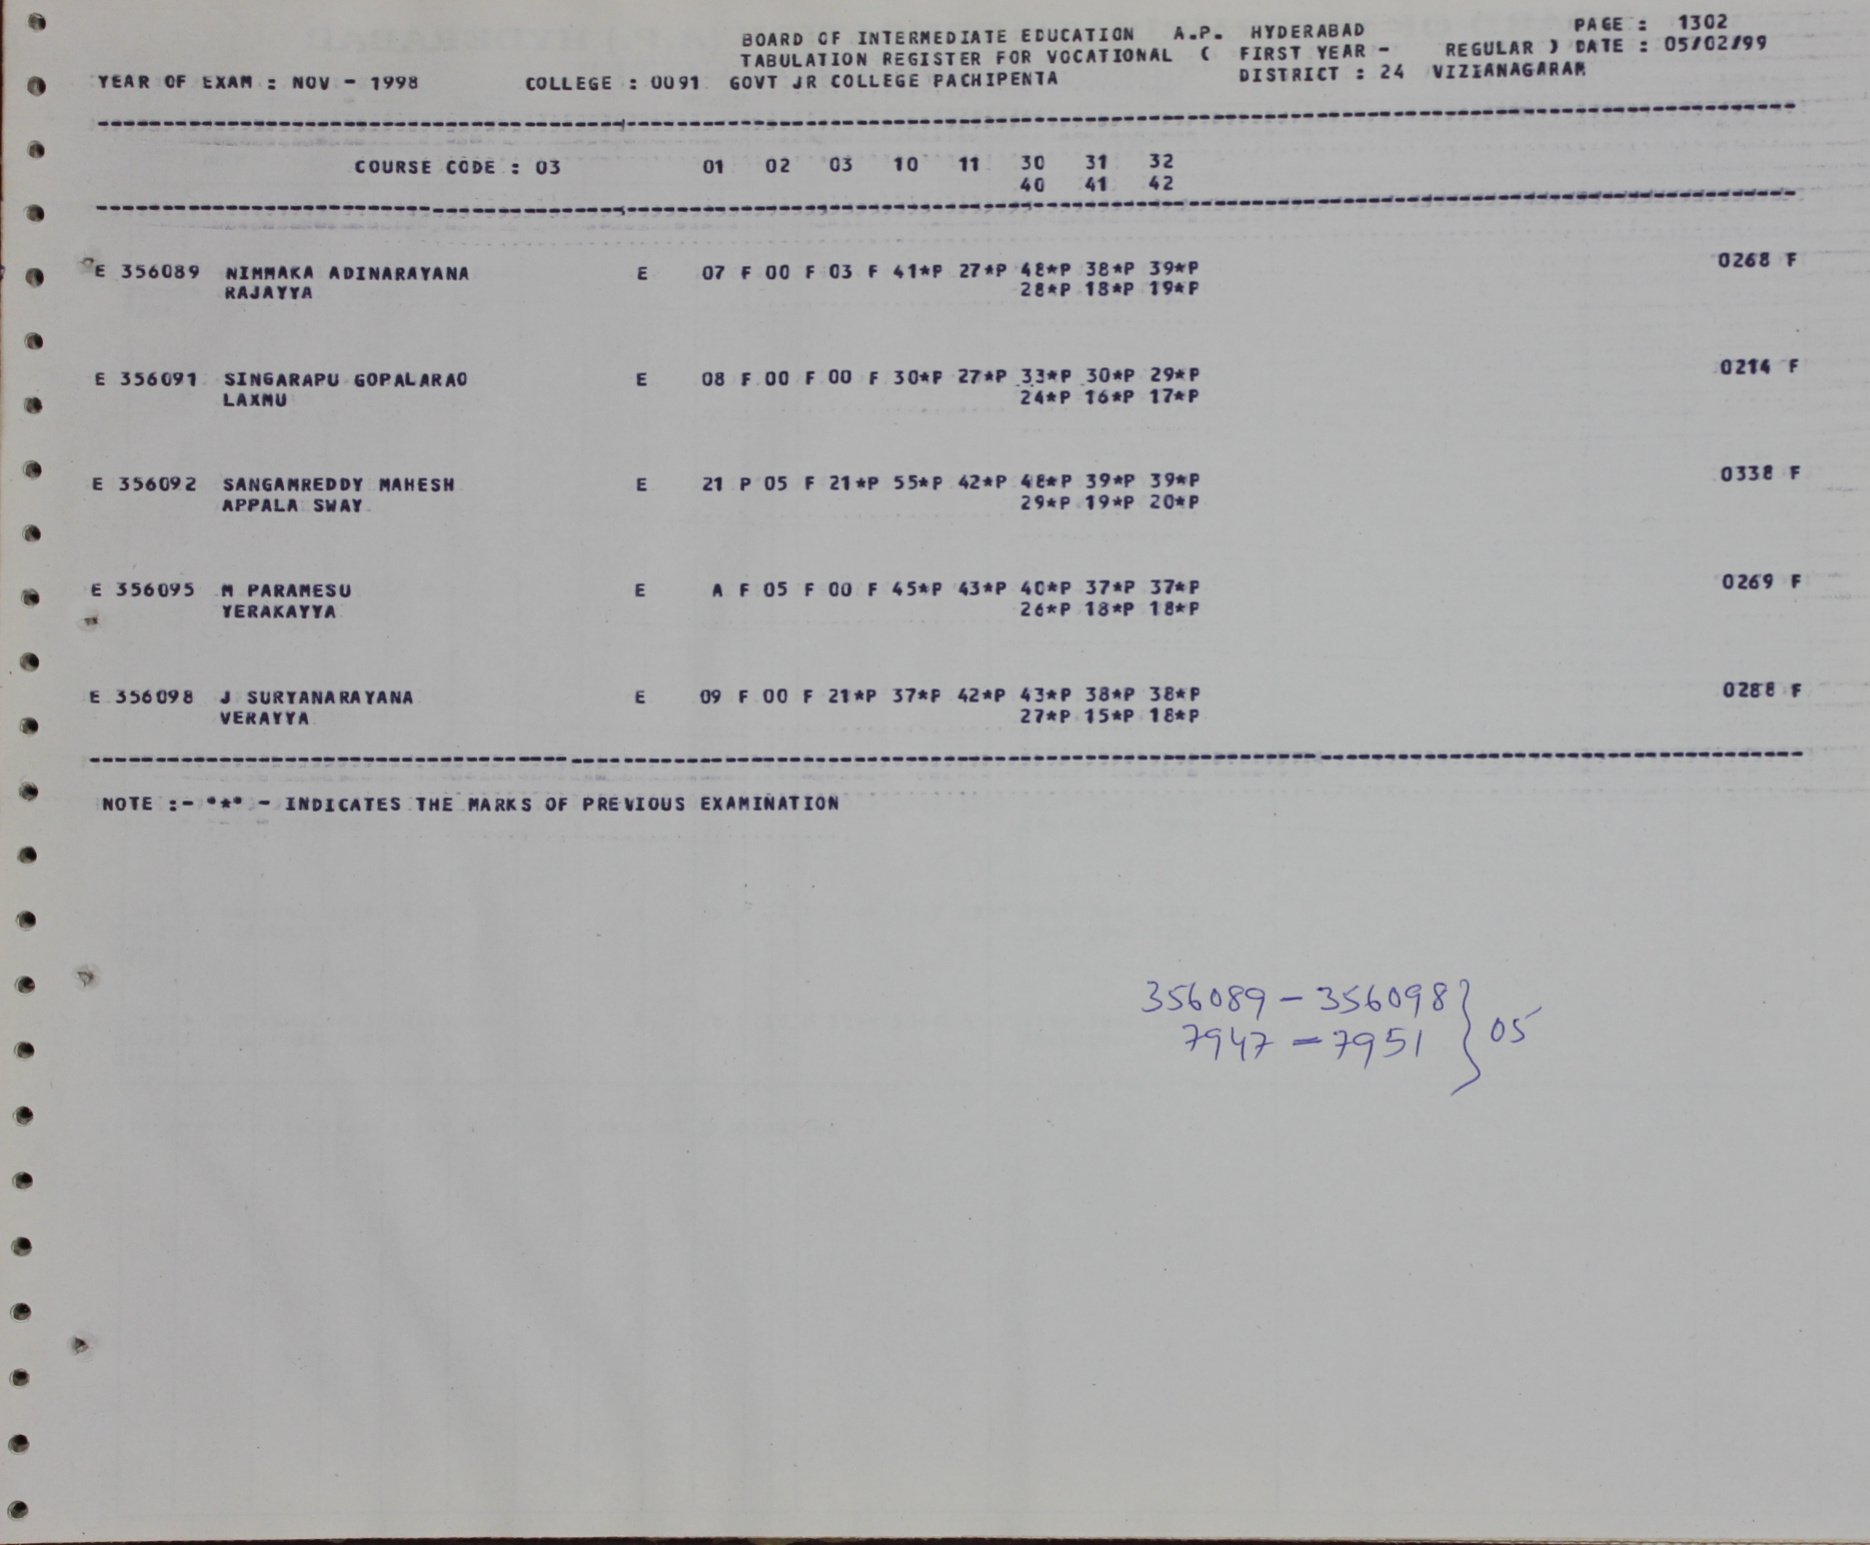 BOARD OF INTERMEDIATE EDUCATION A.P. HYDERABAD PAGE : 1302
TABULATION REGISTER FOR VOCATIONAL ( FIRST YEAR - REGULAR ) DATE : 05/02/99
YEAR OF EXAM : NOV - 1998 COLLEGE : 0091 GOVT JR COLLEGE PACHIPENTA DISTRICT : 24 VIZIANAGARAM
COURSE CODE : 03 01 02 03 10 11 30 31 32
40 41 42
E 356089 NIMMAKA ADINARAYANA E 07 F 00 F 03 F 41*P 27*P 48*P 38*P 39*P 0268 F
RAJAYYA 28*P 18*P 19*P
E 356091 SINGARAPU GOPALARAO E 08 F 00 F 00 F 30*P 27*P 33*P 30*P 29*P 0214 F
LAXMU 24*P 16*P 17*P
E 356092 SANGAMREDDY MAHESH E 21 P 05 F 21*P 55*P 42*P 48*P 39*P 39*P 0338 F
APPALA SWAY 29*P 19*P 20*P
E 356095 M PARAMESU E A F 05 F 00 F 45*P 43*P 40*P 37*P 37*P 0269 F
YERAKAYYA 26*P 18*P 18*P
E 356098 J SURYANARAYANA E 09 F 00 F 21*P 37*P 42*P 43*P 38*P 38*P 0288 F
VERAYYA 27*P 15*P 18*P
NOTE :- "*" - INDICATES THE MARKS OF PREVIOUS EXAMINATION
356089 - 356098
7947 - 7951 } 05